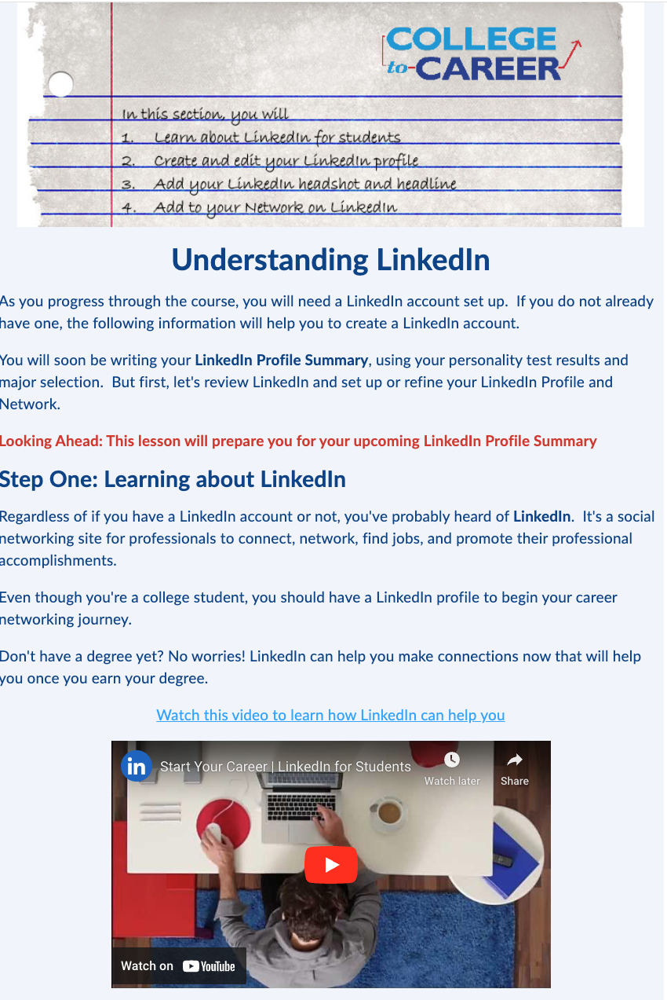 COLLEGE
to-CAREER
In this section, you will
1. Learn about LinkedIn for students
2. Create and edit your LinkedIn profile
3. Add your LinkedIn headshot and headline
4. Add to your Network on LinkedIn
Understanding LinkedIn
As you progress through the course, you will need a LinkedIn account set up.  If you do not already
have one, the following information will help you to create a LinkedIn account.
You will soon be writing your LinkedIn Profile Summary, using your personality test results and
major selection.  But first, let's review LinkedIn and set up or refine your LinkedIn Profile and
Network.
Looking Ahead: This lesson will prepare you for your upcoming LinkedIn Profile Summary
Step One: Learning about LinkedIn
Regardless of if you have a LinkedIn account or not, you've probably heard of LinkedIn.  It's a social
networking site for professionals to connect, network, find jobs, and promote their professional
accomplishments.
Even though you're a college student, you should have a LinkedIn profile to begin your career
networking journey.
Don't have a degree yet? No worries! LinkedIn can help you make connections now that will help
you once you earn your degree.
Watch this video to learn how LinkedIn can help you
in Start Your Career | LinkedIn for Students
Watch later Share
Watch on YouTube